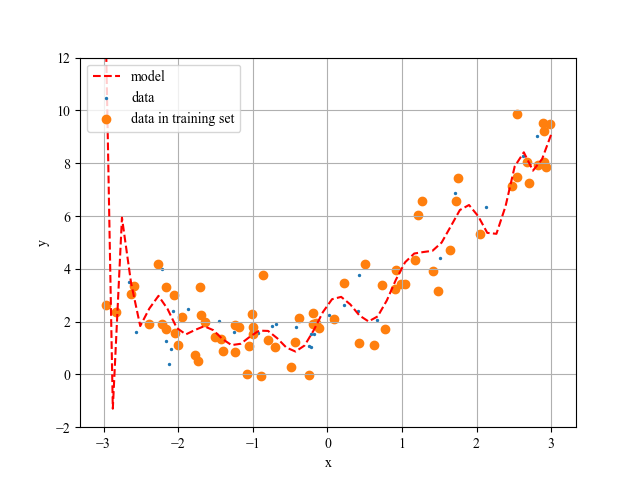 12
10
8
6
4
2
0
−2
y
model
data
data in training set
−3 −2 −1 0 1 2 3
x